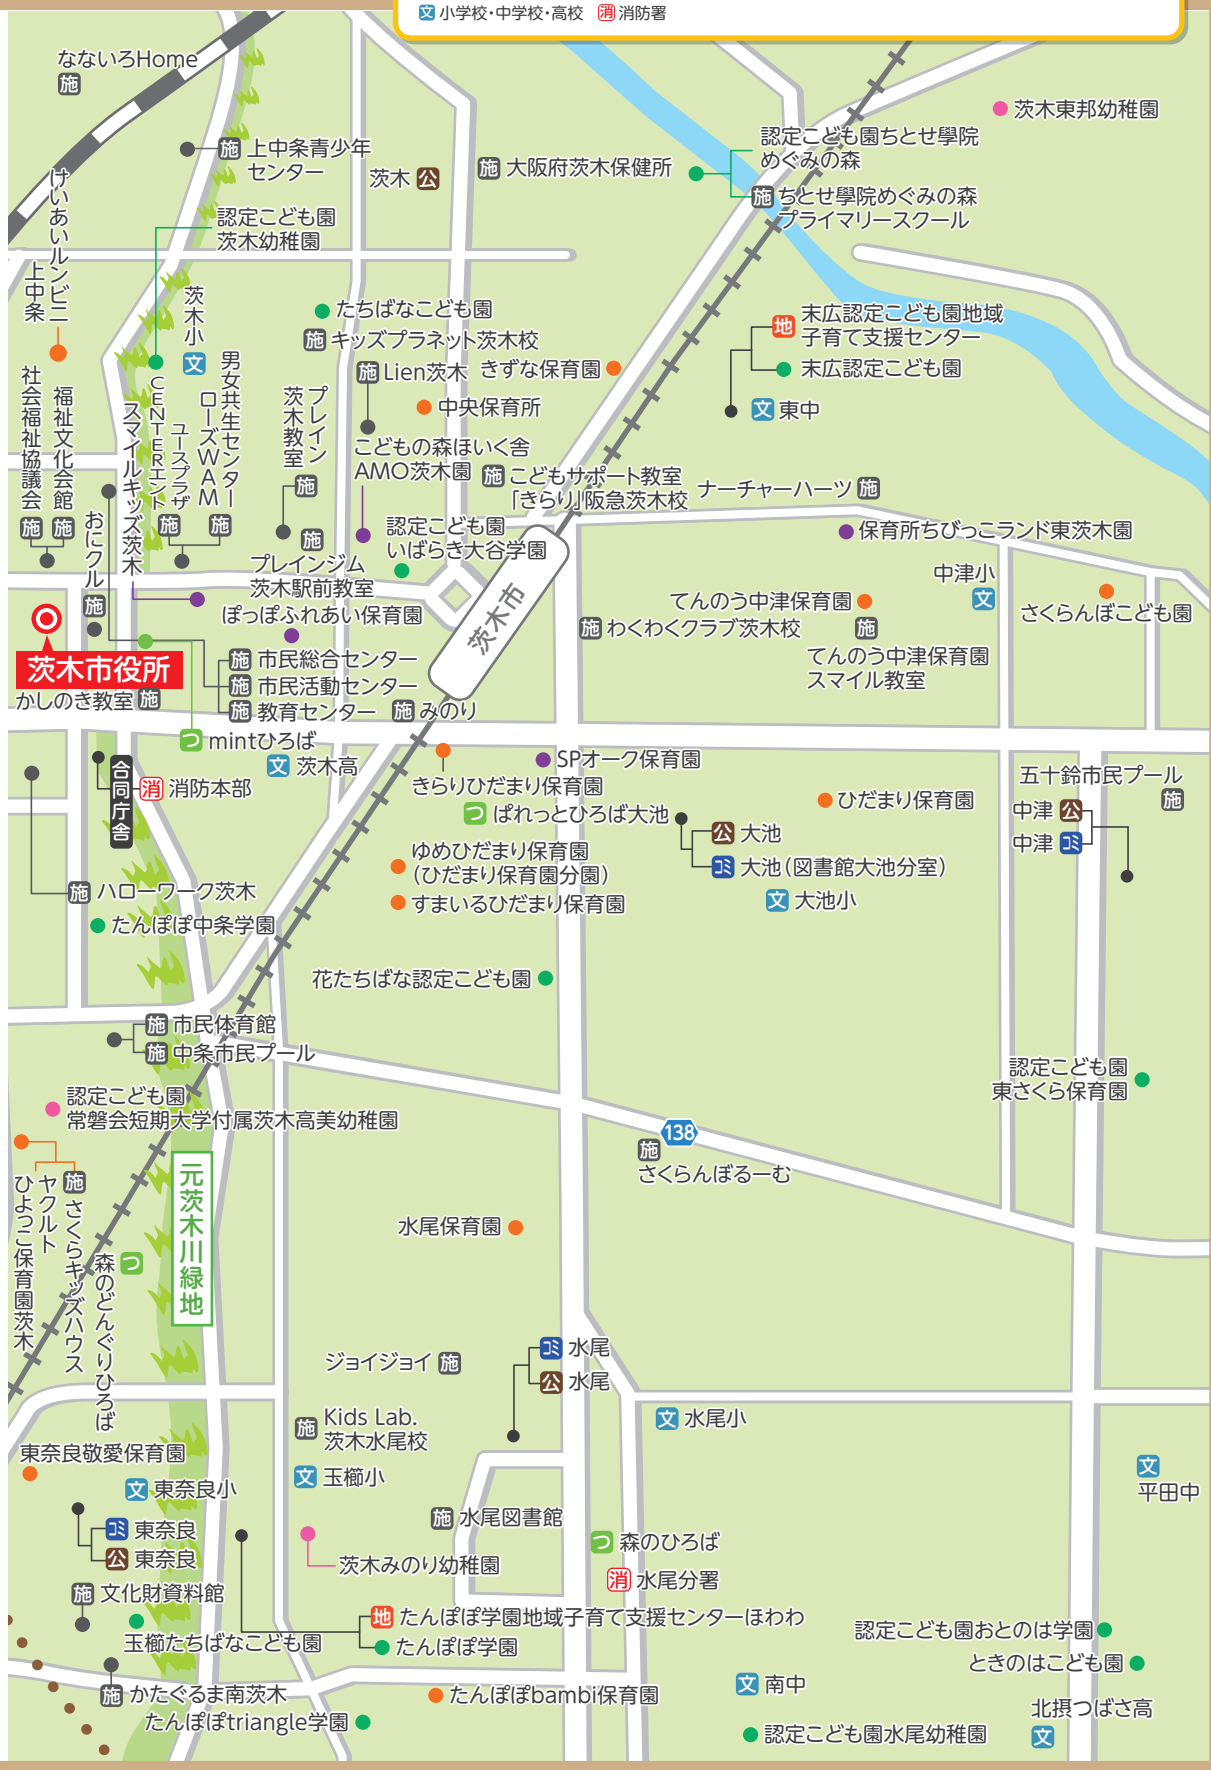 文 小学校・中学校・高校 消 消防署
なないろHome
施
施 上中条青少年
センター
茨木 公
施 大阪府茨木保健所
認定こども園ちとせ學院
めぐみの森
施 ちとせ學院めぐみの森
プライマリースクール
茨木東邦幼稚園
けいあいルンビニ
上中条
認定こども園
茨木幼稚園
茨木小
文
たちばなこども園
施 キッズプラネット茨木校
施 Lien茨木
きずな保育園
中央保育所
地 末広認定こども園地域
子育て支援センター
末広認定こども園
文 東中
社会福祉協議会
施
福祉文化会館
施
おにクル
施
スマイルキッズ茨木
CENTERエント
ユースプラザ
施
男女共生センター
ローズWAM
施
プレイン
茨木教室
施
こどもの森ほいく舎
AMO茨木園
施 こどもサポート教室
「きらり」阪急茨木校
ナーチャーハーツ 施
保育所ちびっこランド東茨木園
施
プレインジム
茨木駅前教室
認定こども園
いばらき大谷学園
ぽっぽふれあい保育園
茨木市
中津小
文
さくらんぼこども園
てんのう中津保育園
施 わくわくクラブ茨木校
施
てんのう中津保育園
スマイル教室
茨木市役所
かしのき教室 施
施 市民総合センター
施 市民活動センター
施 教育センター
施 みのり
つ mintひろば
文 茨木高
合同庁舎
消 消防本部
きらりひだまり保育園
SPオーク保育園
つ ぱれっとひろば大池
ひだまり保育園
五十鈴市民プール
施
中津 公
中津 コミ
公 大池
コミ 大池(図書館大池分室)
文 大池小
ゆめひだまり保育園
(ひだまり保育園分園)
すまいるひだまり保育園
施 ハローワーク茨木
たんぽぽ中条学園
花たちばな認定こども園
施 市民体育館
施 中条市民プール
認定こども園
常磐会短期大学付属茨木高美幼稚園
認定こども園
東さくら保育園
138
施
さくらんぼるーむ
ヤクルト
ひよっこ保育園茨木
施
さくらキッズハウス
つ
森のどんぐりひろば
元茨木川緑地
水尾保育園
コミ 水尾
公 水尾
ジョイジョイ 施
施 Kids Lab.
茨木水尾校
文 水尾小
東奈良敬愛保育園
文 東奈良小
文 玉櫛小
文
平田中
コミ 東奈良
公 東奈良
施 水尾図書館
つ 森のひろば
消 水尾分署
茨木みのり幼稚園
施 文化財資料館
玉櫛たちばなこども園
地 たんぽぽ学園地域子育て支援センターほわわ
たんぽぽ学園
認定こども園おとのは学園
ときのはこども園
施 かたぐるま南茨木
たんぽぽtriangle学園
たんぽぽbambi保育園
文 南中
認定こども園水尾幼稚園
北摂つばさ高
文